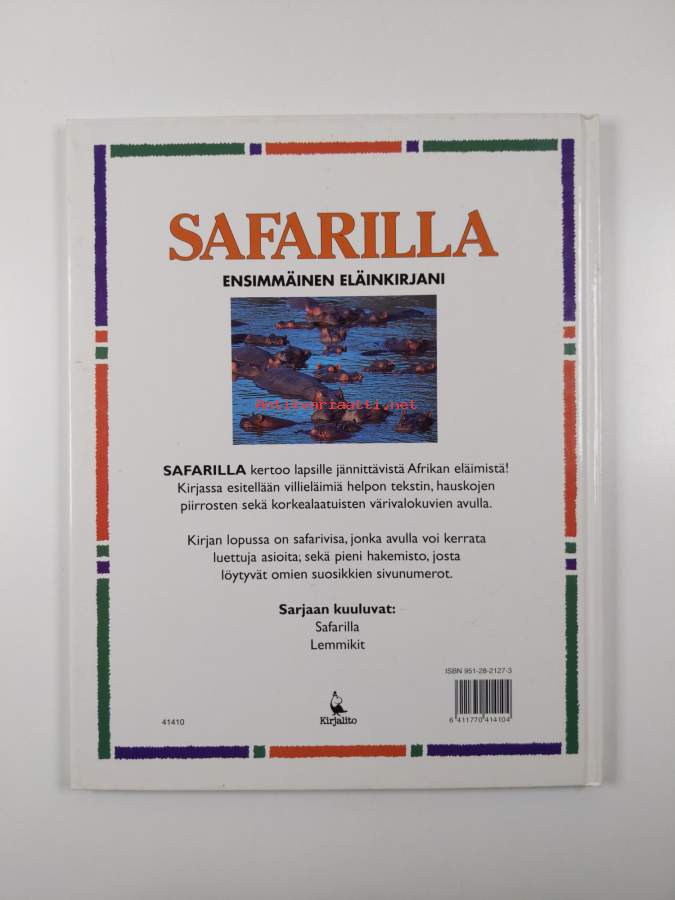 SAFARILLA
ENSIMMÄINEN ELÄINKIRJANI
Antikvariaatti.net
SAFARILLA kertoo lapsille jännittävistä Afrikan eläimistä!
Kirjassa esitellään villieläimiä helpon tekstin, hauskojen
piirrosten sekä korkealaatuisten värivalokuvien avulla.
Kirjan lopussa on safarivisa, jonka avulla voi kerrata
luettuja asioita, sekä pieni hakemisto, josta
löytyvät omien suosikkien sivunumerot.
Sarjaan kuuluvat:
Safarilla
Lemmikit
ISBN 951-28-2127-3
41410
Kirjalito
6 411770 414104